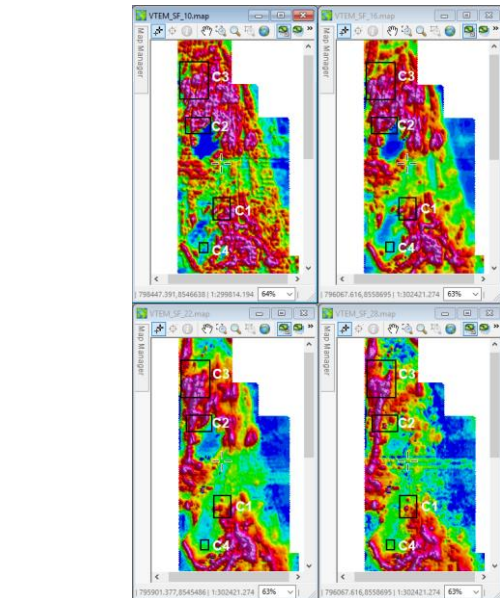 VTEM_SF_10.map
Map Manager
C3
C2
C1
C4
798447.391,8546638 | 1:299814.194 64%
VTEM_SF_16.map
Map Manager
C3
C2
C1
C4
796067.616,8558695 | 1:302421.274 63%
VTEM_SF_22.map
Map Manager
C3
C2
C1
C4
795901.377,8545486 | 1:302421.274 63%
VTEM_SF_28.map
Map Manager
C3
C2
C1
C4
796067.616,8558695 | 1:302421.274 63%